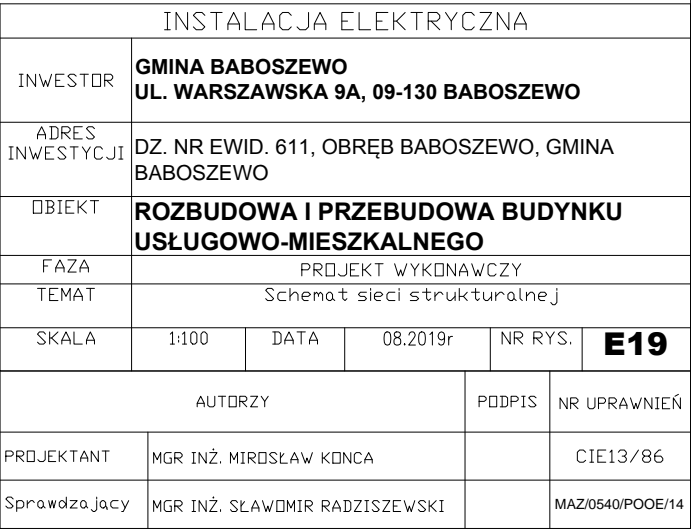 INSTALACJA ELEKTRYCZNA
INWESTOR
GMINA BABOSZEWO
UL. WARSZAWSKA 9A, 09-130 BABOSZEWO
ADRES
INWESTYCJI
DZ. NR EWID. 611, OBRĘB BABOSZEWO, GMINA
BABOSZEWO
OBIEKT
ROZBUDOWA I PRZEBUDOWA BUDYNKU
USŁUGOWO-MIESZKALNEGO
FAZA PROJEKT WYKONAWCZY
TEMAT Schemat sieci strukturalnej
SKALA 1:100 DATA 08.2019r NR RYS. E19
AUTORZY PODPIS NR UPRAWNIEŃ
PROJEKTANT MGR INŻ. MIROSŁAW KONCA CIE13/86
Sprawdzający MGR INŻ. SŁAWOMIR RADZISZEWSKI MAZ/0540/POOE/14